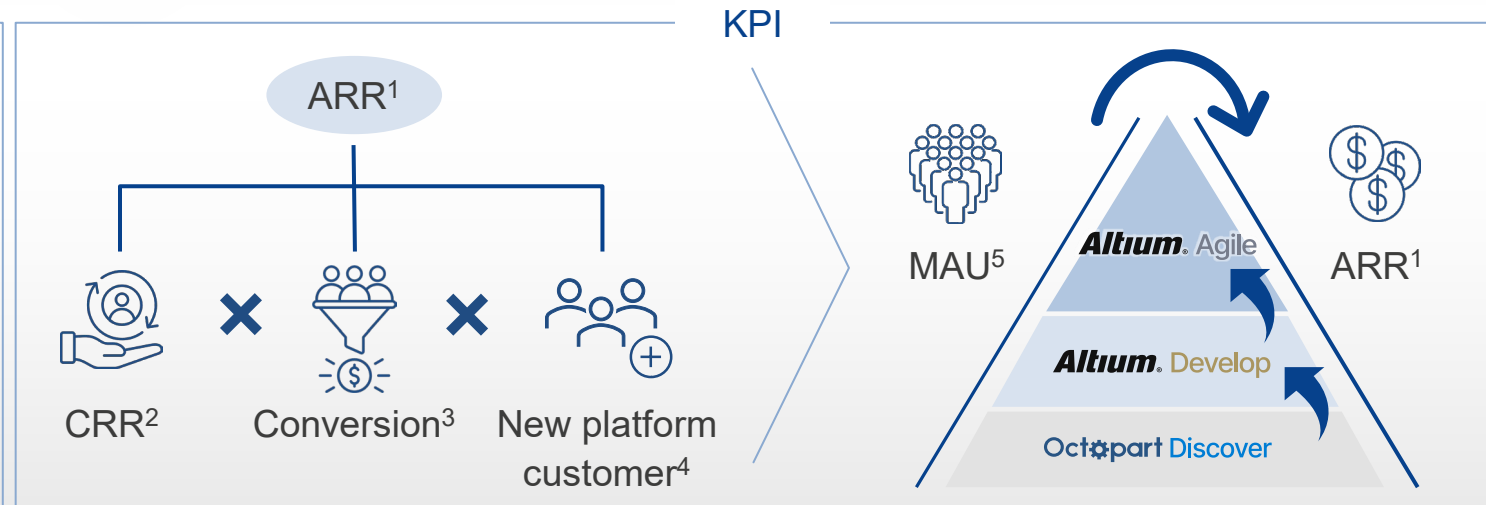 KPI
ARR¹
CRR²
Conversion³
New platform
customer⁴
MAU⁵
Altium. Agile
Altium. Develop
Octopart Discover
ARR¹